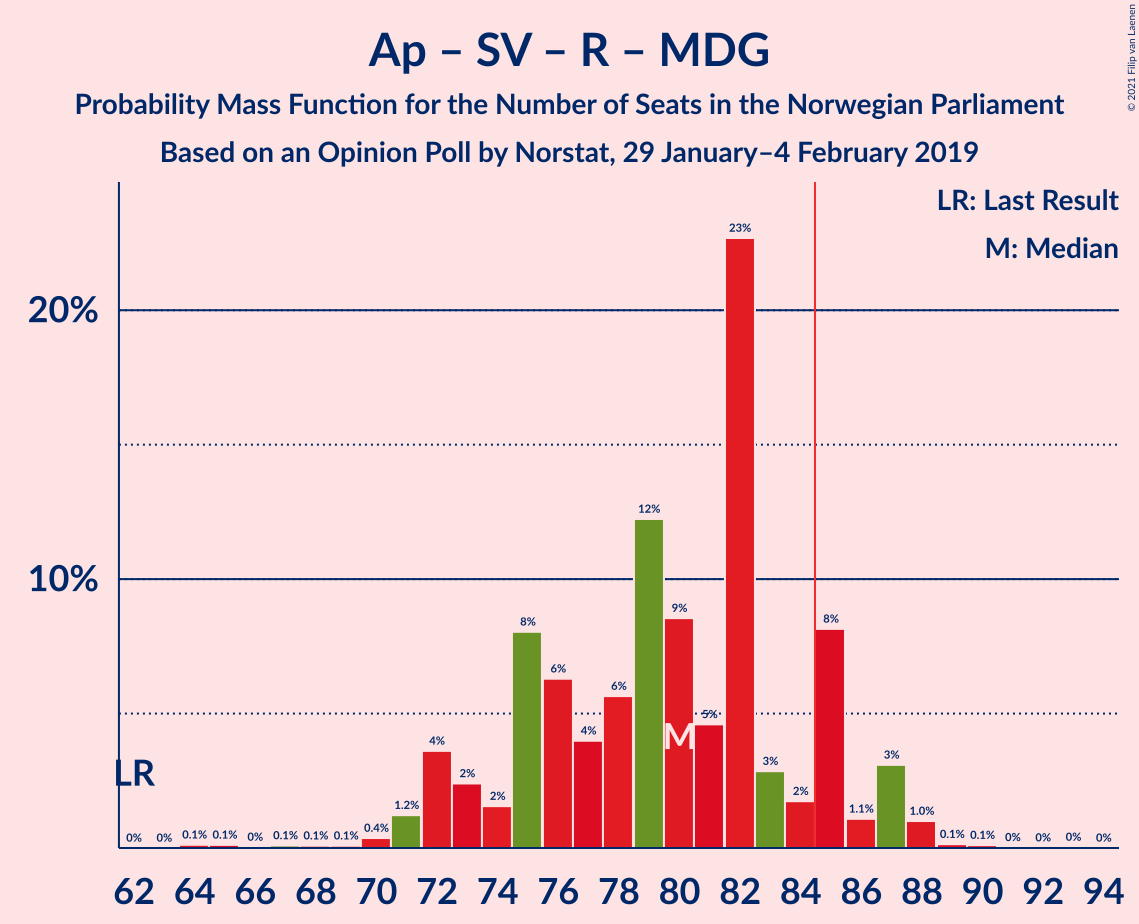 Ap – SV – R – MDG
Probability Mass Function for the Number of Seats in the Norwegian Parliament
Based on an Opinion Poll by Norstat, 29 January–4 February 2019
© 2021 Filip van Laenen
LR: Last Result
M: Median
20%
10%
LR
M
0% 0% 0.1% 0.1% 0% 0.1% 0.1% 0.1% 0.4% 1.2% 4% 2% 2% 8% 6% 4% 6% 12% 9% 5% 23% 3% 2% 8% 1.1% 3% 1.0% 0.1% 0.1% 0% 0% 0% 0%
62 64 66 68 70 72 74 76 78 80 82 84 86 88 90 92 94